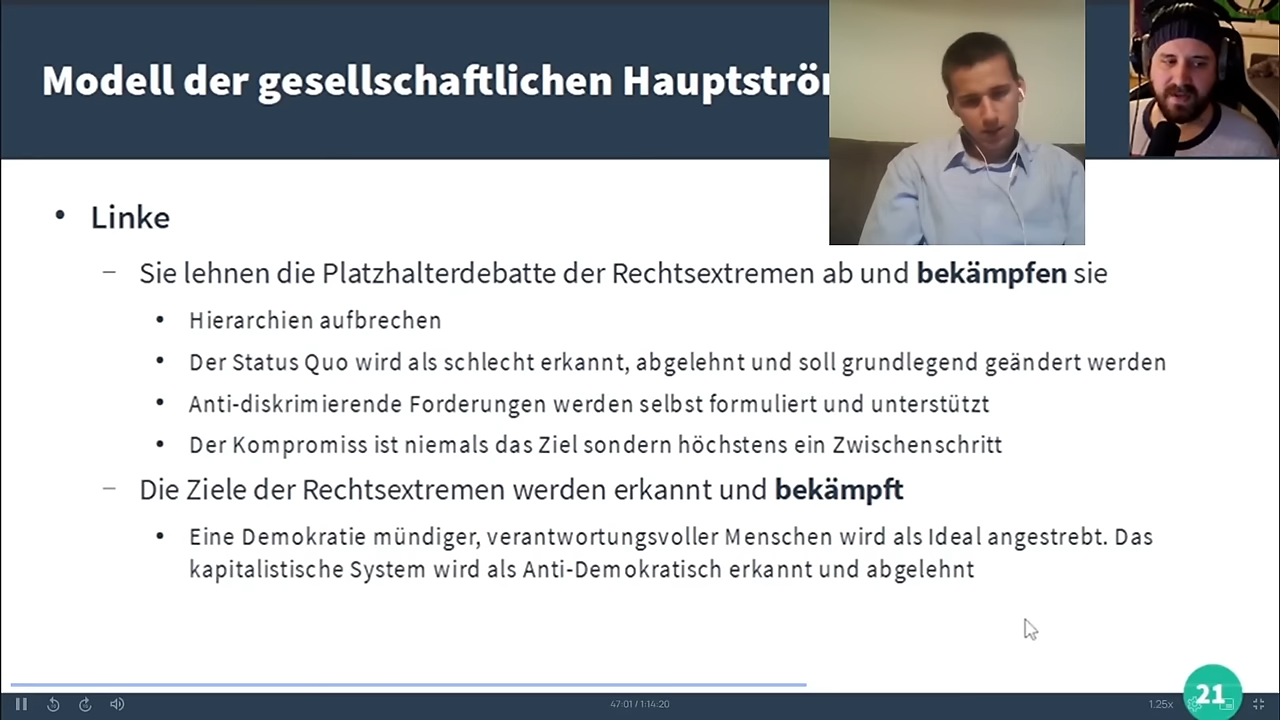 Modell der gesellschaftlichen Hauptströ
Linke
Sie lehnen die Platzhalterdebatte der Rechtsextremen ab und bekämpfen sie
Hierarchien aufbrechen
Der Status Quo wird als schlecht erkannt, abgelehnt und soll grundlegend geändert werden
Anti-diskrimierende Forderungen werden selbst formuliert und unterstützt
Der Kompromiss ist niemals das Ziel sondern höchstens ein Zwischenschritt
Die Ziele der Rechtsextremen werden erkannt und bekämpft
Eine Demokratie mündiger, verantwortungsvoller Menschen wird als Ideal angestrebt. Das
kapitalistische System wird als Anti-Demokratisch erkannt und abgelehnt
47:01 / 1:14:20
1.25x
21